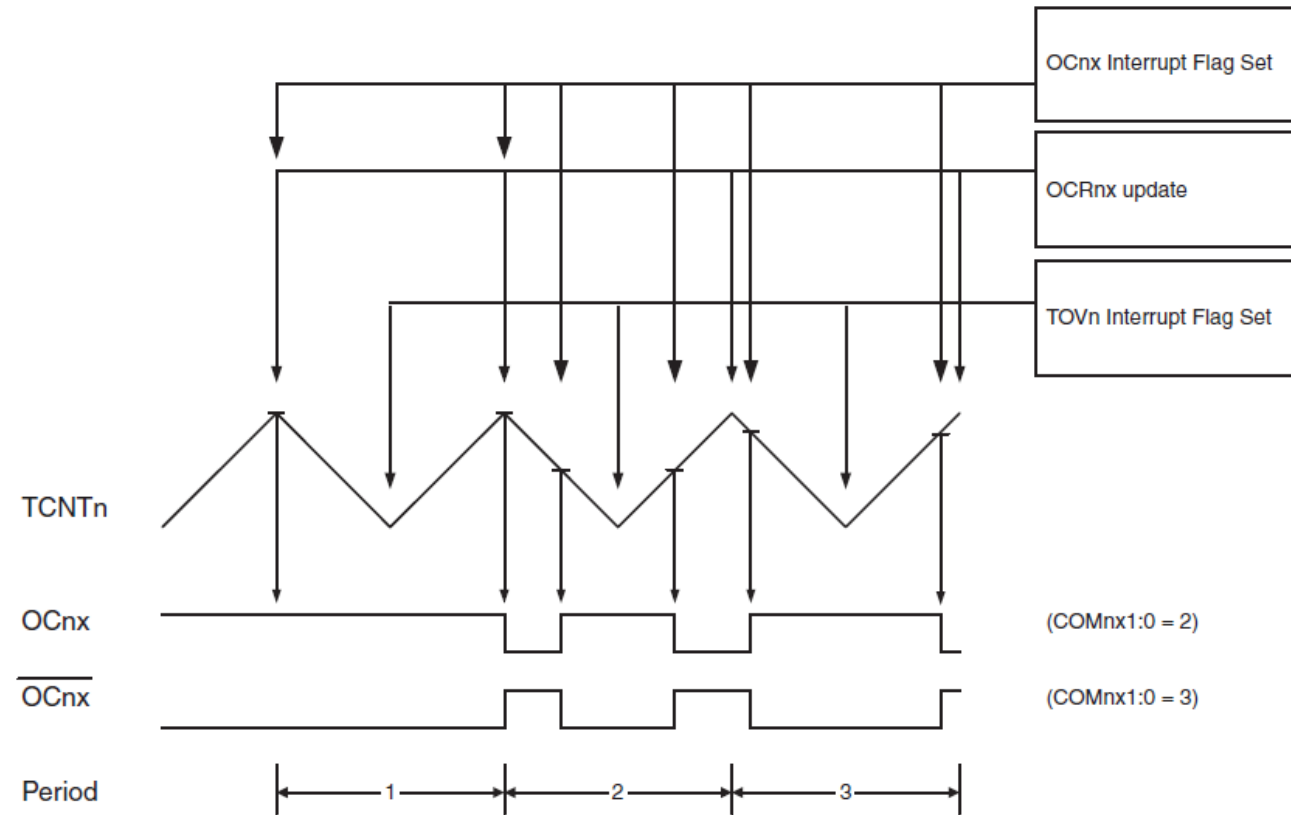 OCnx Interrupt Flag Set
OCRnx update
TOVn Interrupt Flag Set
TCNTn
OCnx (COMnx1:0 = 2)
OCnx (COMnx1:0 = 3)
Period 1 2 3